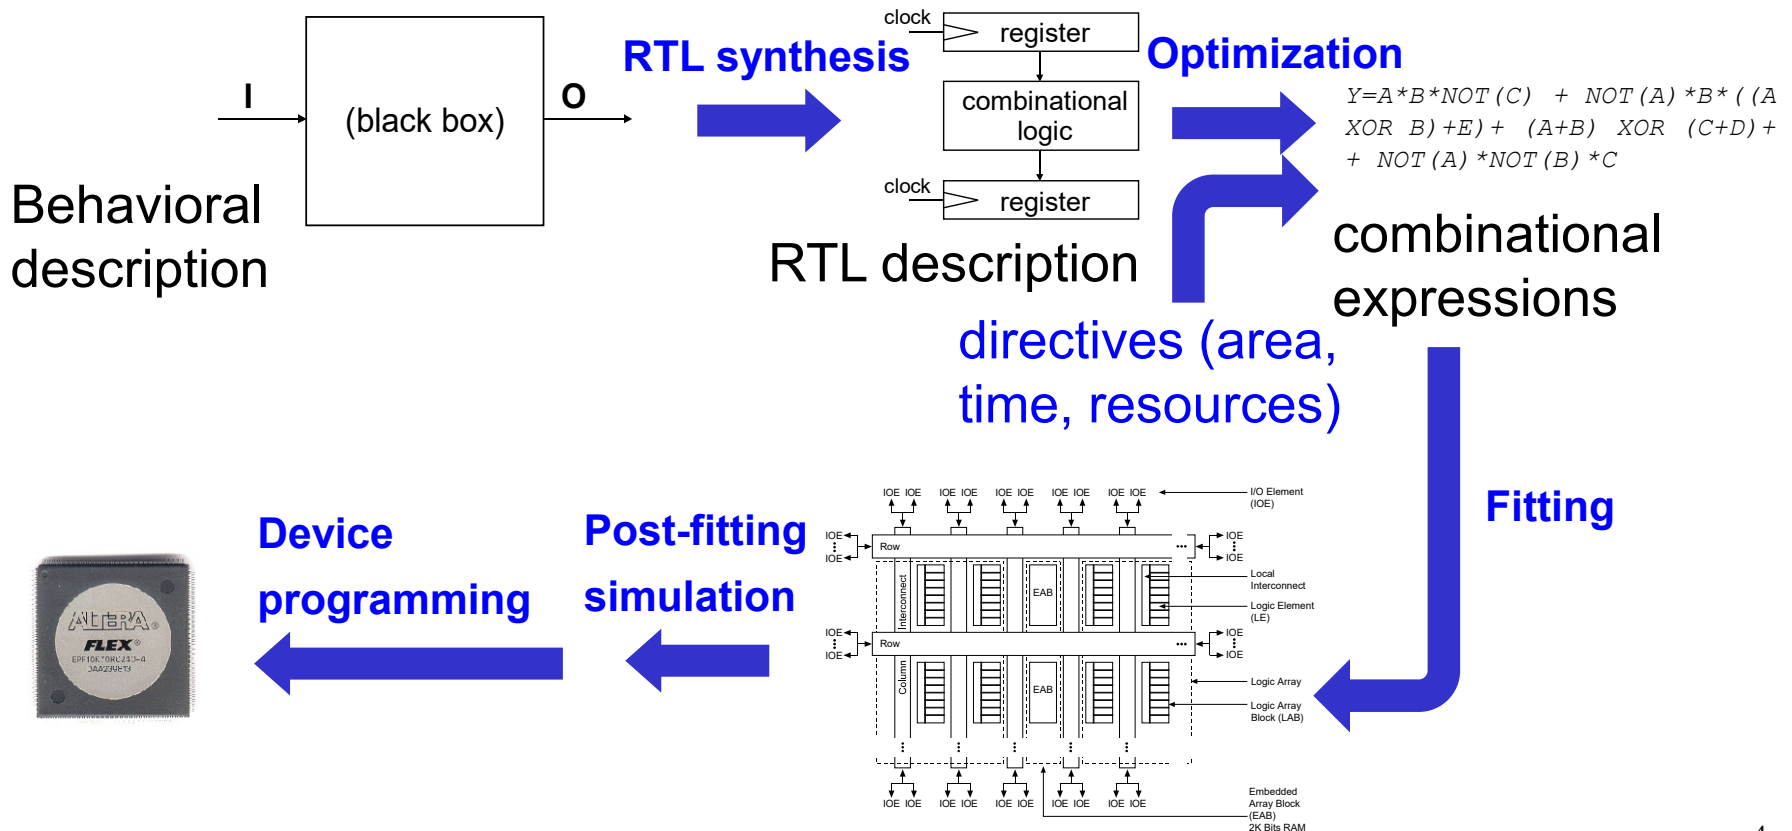 I
(black box)
O
Behavioral
description
RTL synthesis
clock
register
combinational
logic
clock
register
RTL description
Optimization
Y=A*B*NOT(C) + NOT(A)*B*((A
XOR B)+E)+ (A+B) XOR (C+D)+
+ NOT(A)*NOT(B)*C
combinational
expressions
directives (area,
time, resources)
Fitting
IOE IOE IOE IOE IOE IOE IOE IOE IOE IOE
I/O Element
(IOE)
IOE
Row
IOE
IOE
IOE
Interconnect
EAB
Local
Interconnect
Logic Element
(LE)
IOE
Row
IOE
IOE
IOE
Column
EAB
Logic Array
Logic Array
Block (LAB)
IOE IOE IOE IOE IOE IOE IOE IOE IOE IOE
Embedded
Array Block
(EAB)
2K Bits RAM
Post-fitting
simulation
Device
programming
ALTERA ®
FLEX®
4